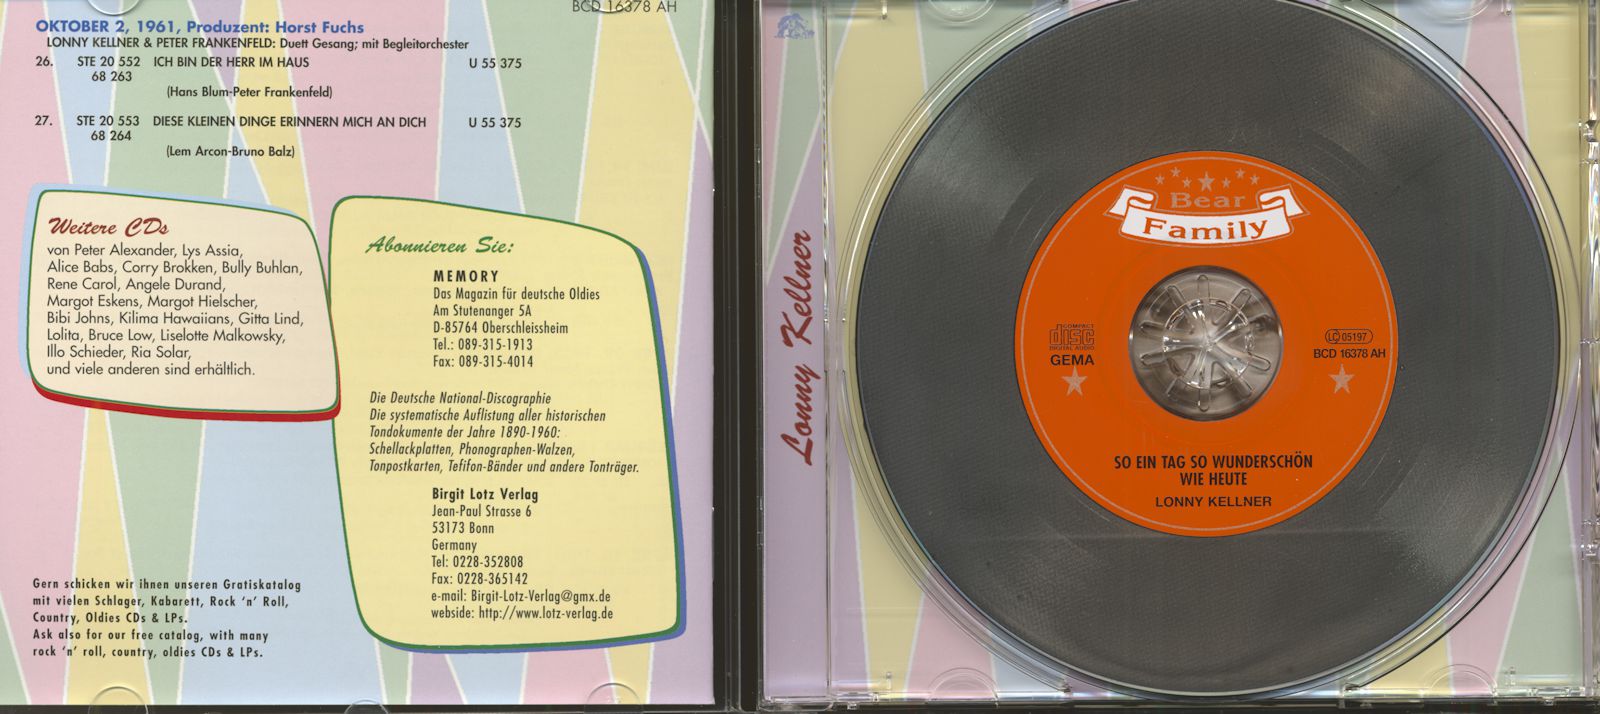 BCD 16378 AH
OKTOBER 2, 1961, Produzent: Horst Fuchs
LONNY KELLNER & PETER FRANKENFELD: Duett Gesang; mit Begleitorchester
26. STE 20 552 ICH BIN DER HERR IM HAUS U 55 375
68 263
(Hans Blum-Peter Frankenfeld)
27. STE 20 553 DIESE KLEINEN DINGE ERINNERN MICH AN DICH U 55 375
68 264
(Lem Arcon-Bruno Balz)
Weitere CDs
von Peter Alexander, Lys Assia,
Alice Babs, Corry Brokken, Bully Buhlan,
Rene Carol, Angele Durand,
Margot Eskens, Margot Hielscher,
Bibi Johns, Kilima Hawaiians, Gitta Lind,
Lolita, Bruce Low, Liselotte Malkowsky,
Illo Schieder, Ria Solar,
und viele anderen sind erhältlich.
Abonnieren Sie:
MEMORY
Das Magazin für deutsche Oldies
Am Stutenanger 5A
D-85764 Oberschleissheim
Tel.: 089-315-1913
Fax: 089-315-4014
Die Deutsche National-Discographie
Die systematische Auflistung aller historischen
Tondokumente der Jahre 1890-1960:
Schellackplatten, Phonographen-Walzen,
Tonpostkarten, Tefifon-Bänder und andere Tonträger.
Birgit Lotz Verlag
Jean-Paul Strasse 6
53173 Bonn
Germany
Tel: 0228-352808
Fax: 0228-365142
e-mail: Birgit-Lotz-Verlag@gmx.de
webside: http://www.lotz-verlag.de
Gern schicken wir ihnen unseren Gratiskatalog
mit vielen Schlager, Kabarett, Rock 'n' Roll,
Country, Oldies CDs & LPs.
Ask also for our free catalog, with many
rock 'n' roll, country, oldies CDs & LPs.
Lonny Kellner
Bear
Family
COMPACT
disc
DIGITAL AUDIO
GEMA
LC 05197
BCD 16378 AH
SO EIN TAG SO WUNDERSCHÖN
WIE HEUTE
LONNY KELLNER